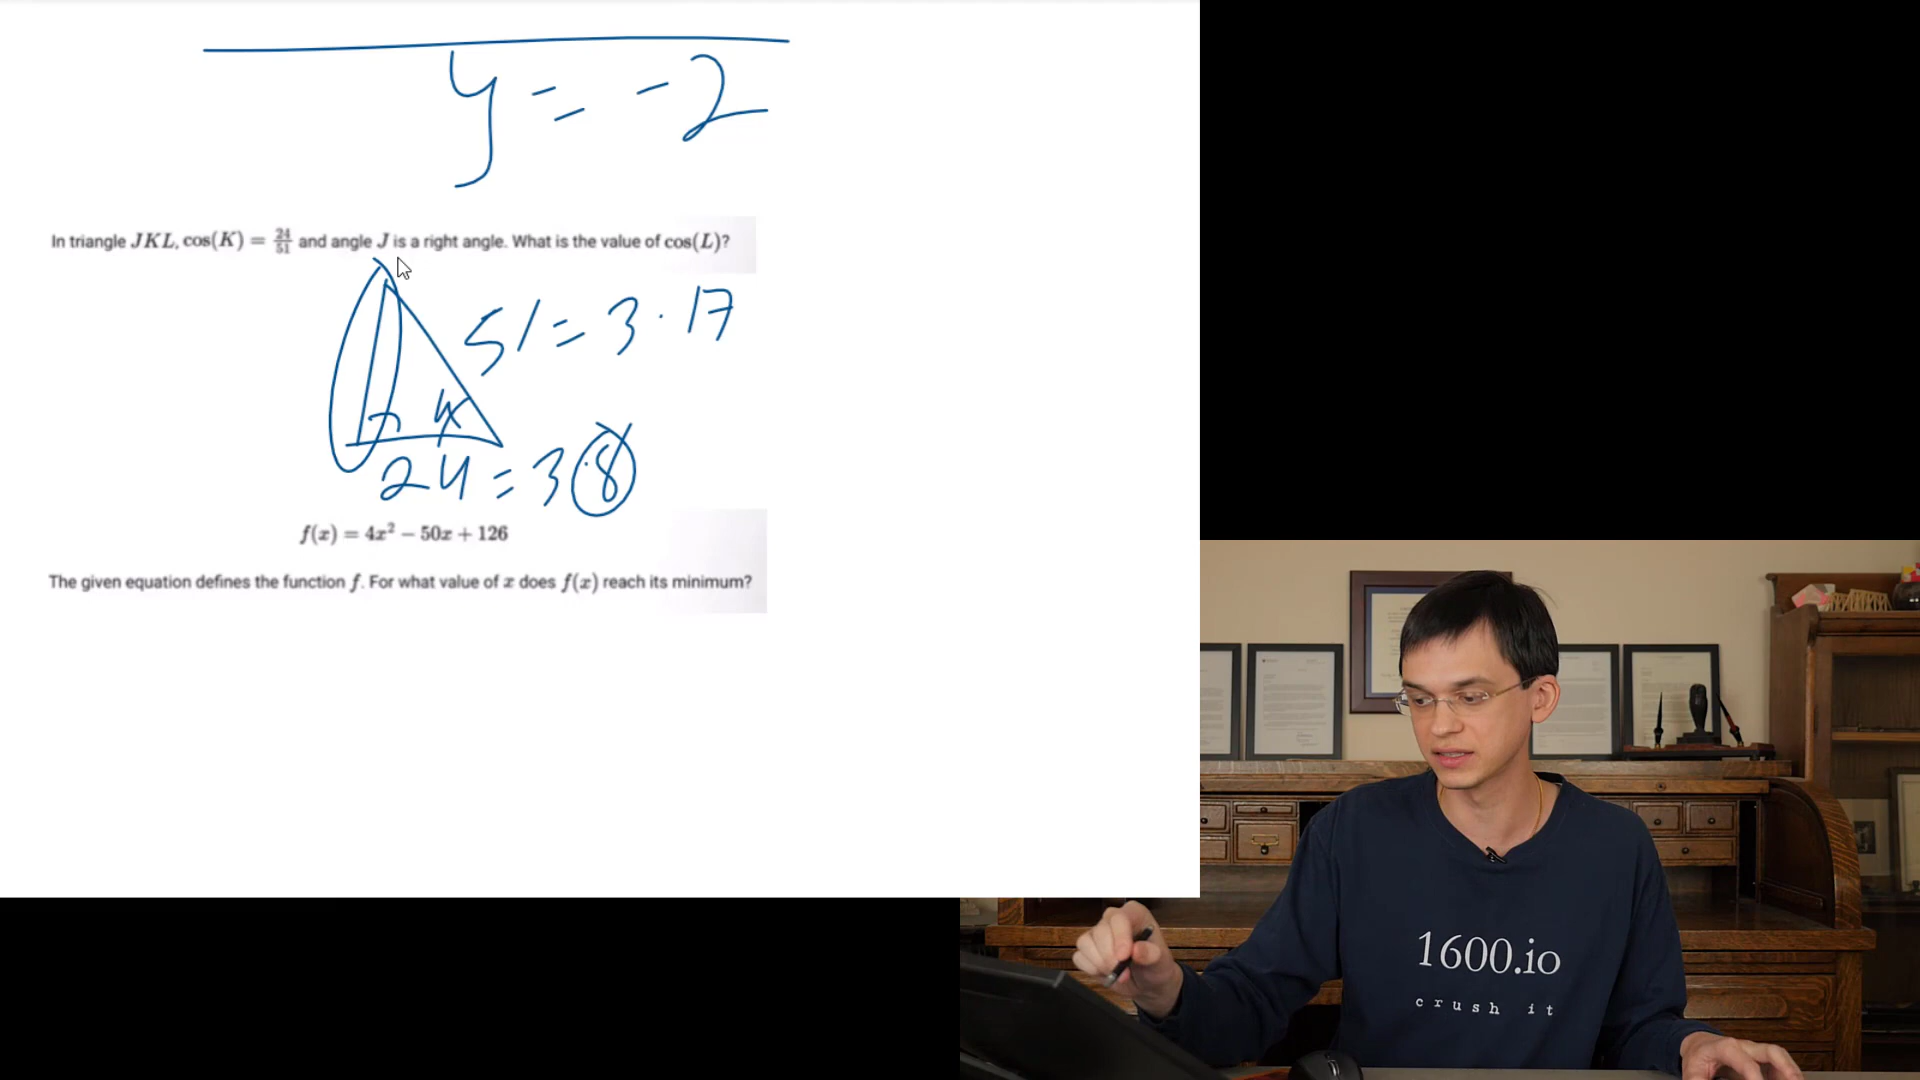 y = -2
In triangle JKL, cos(K) = 24/51 and angle J is a right angle. What is the value of cos(L)?
51 = 3 · 17
K
24 = 3 · 8
f(x) = 4x² − 50x + 126
The given equation defines the function f. For what value of x does f(x) reach its minimum?
1600.io
crush it